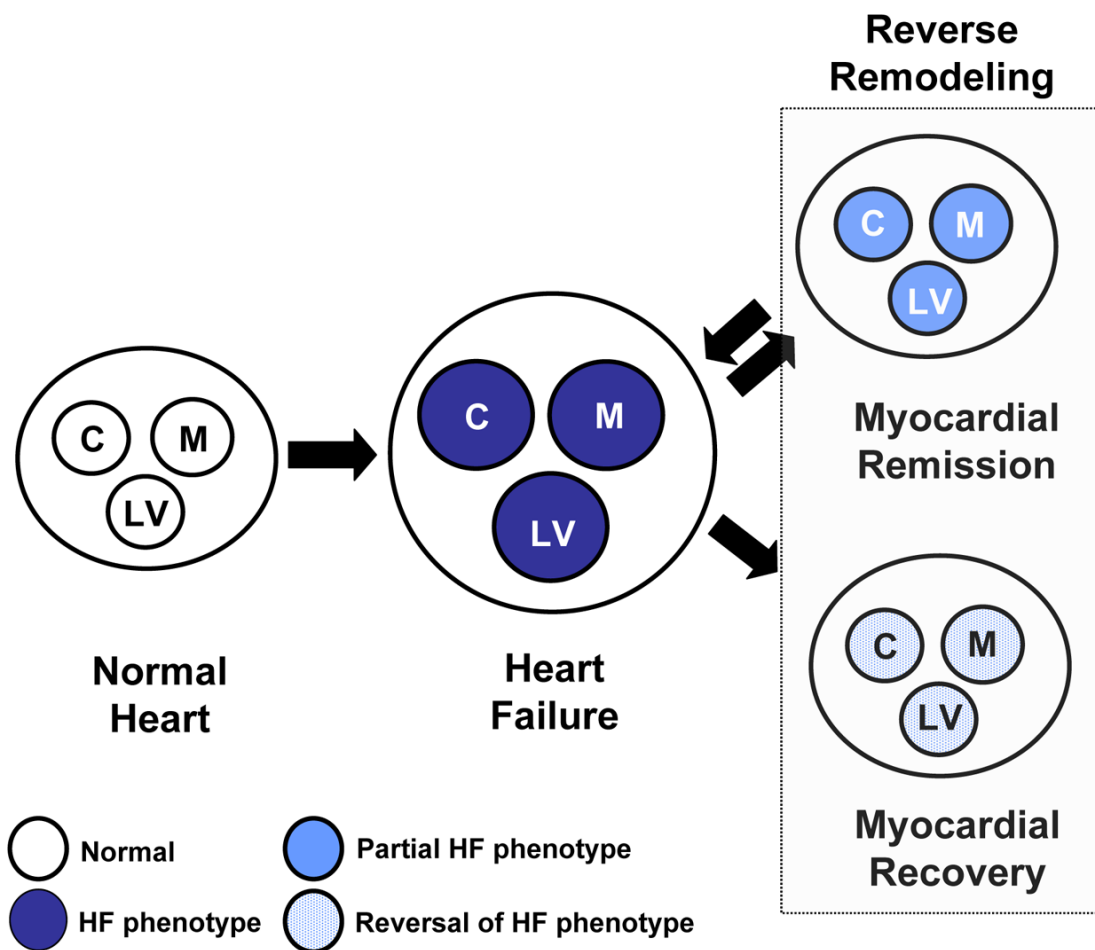 Reverse
Remodeling
C
M
LV
Myocardial
Remission
C
M
LV
Normal
Heart
C
M
LV
Heart
Failure
C
M
LV
Myocardial
Recovery
Normal
Partial HF phenotype
HF phenotype
Reversal of HF phenotype